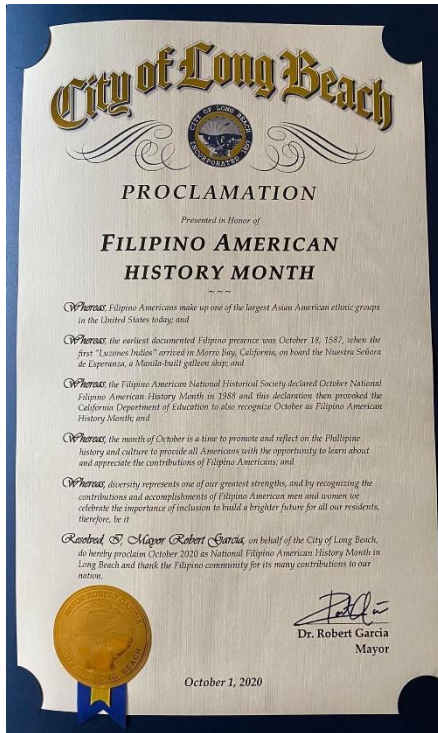 City of Long Beach
CITY OF LONG BEACH
INCORPORATED 1897
PROCLAMATION
Presented in Honor of
FILIPINO AMERICAN
HISTORY MONTH
~ ~ ~
Whereas, Filipino Americans make up one of the largest Asian American ethnic groups
in the United States today; and
Whereas, the earliest documented Filipino presence was October 18, 1587, when the
first "Luzones Indios" arrived in Morro Bay, California, on board the Nuestra Señora
de Esperanza, a Manila-built galleon ship; and
Whereas, the Filipino American National Historical Society declared October National
Filipino American History Month in 1988 and this declaration then provoked the
California Department of Education to also recognize October as Filipino American
History Month; and
Whereas, the month of October is a time to promote and reflect on the Phillipine
history and culture to provide all Americans with the opportunity to learn about
and appreciate the contributions of Filipino Americans; and
Whereas, diversity represents one of our greatest strengths, and by recognizing the
contributions and accomplishments of Filipino American men and women we
celebrate the importance of inclusion to build a brighter future for all our residents,
therefore, be it
Resolved, I, Mayor Robert Garcia, on behalf of the City of Long Beach,
do hereby proclaim October 2020 as National Filipino American History Month in
Long Beach and thank the Filipino community for its many contributions to our
nation.
Dr. Robert Garcia
Mayor
MAYOR ROBERT GARCIA
CITY OF LONG BEACH
October 1, 2020